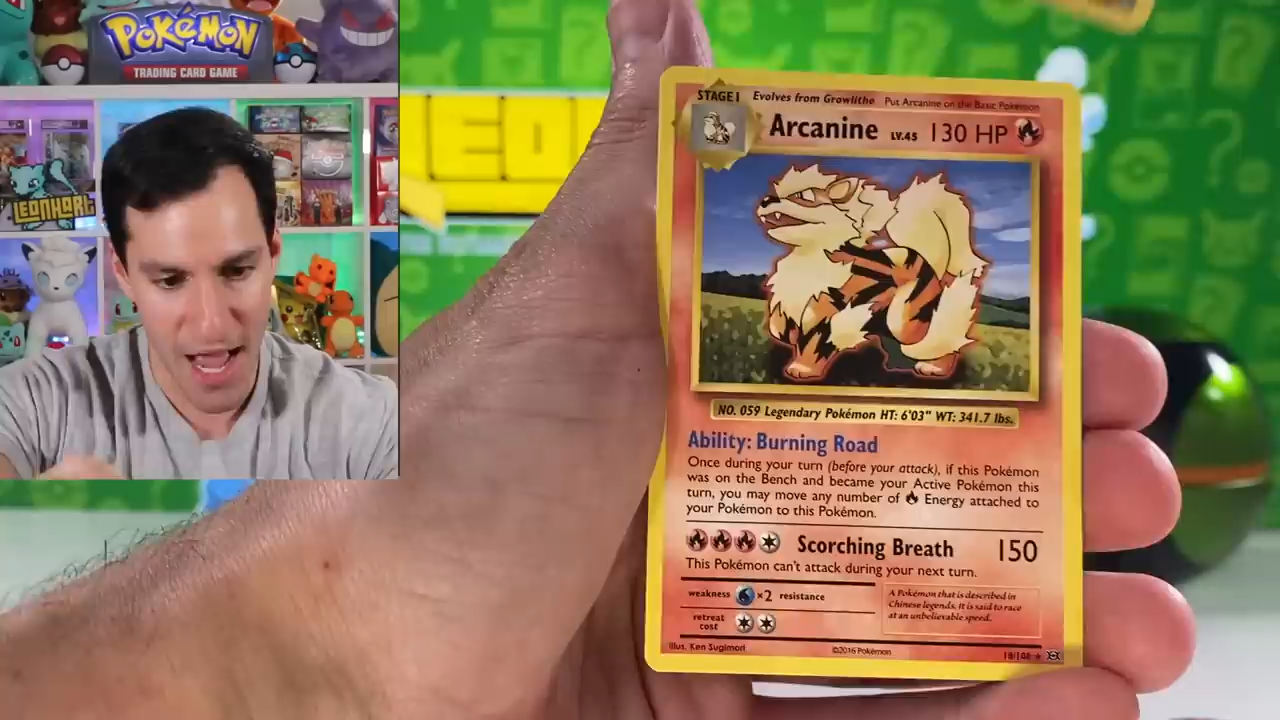 POKéMON
TRADING CARD GAME
LEONHART
STAGE 1 Evolves from Growlithe Put Arcanine on the Basic Pokémon
Arcanine LV.45 130 HP
NO. 059 Legendary Pokémon HT: 6'03" WT: 341.7 lbs.
Ability: Burning Road
Once during your turn (before your attack), if this Pokémon
was on the Bench and became your Active Pokémon this
turn, you may move any number of Energy attached to
your Pokémon to this Pokémon.
Scorching Breath 150
This Pokémon can't attack during your next turn.
weakness ×2 resistance
retreat
cost
A Pokémon that is described in
Chinese legends. It is said to race
at an unbelievable speed.
Illus. Ken Sugimori ©2016 Pokémon 18/108